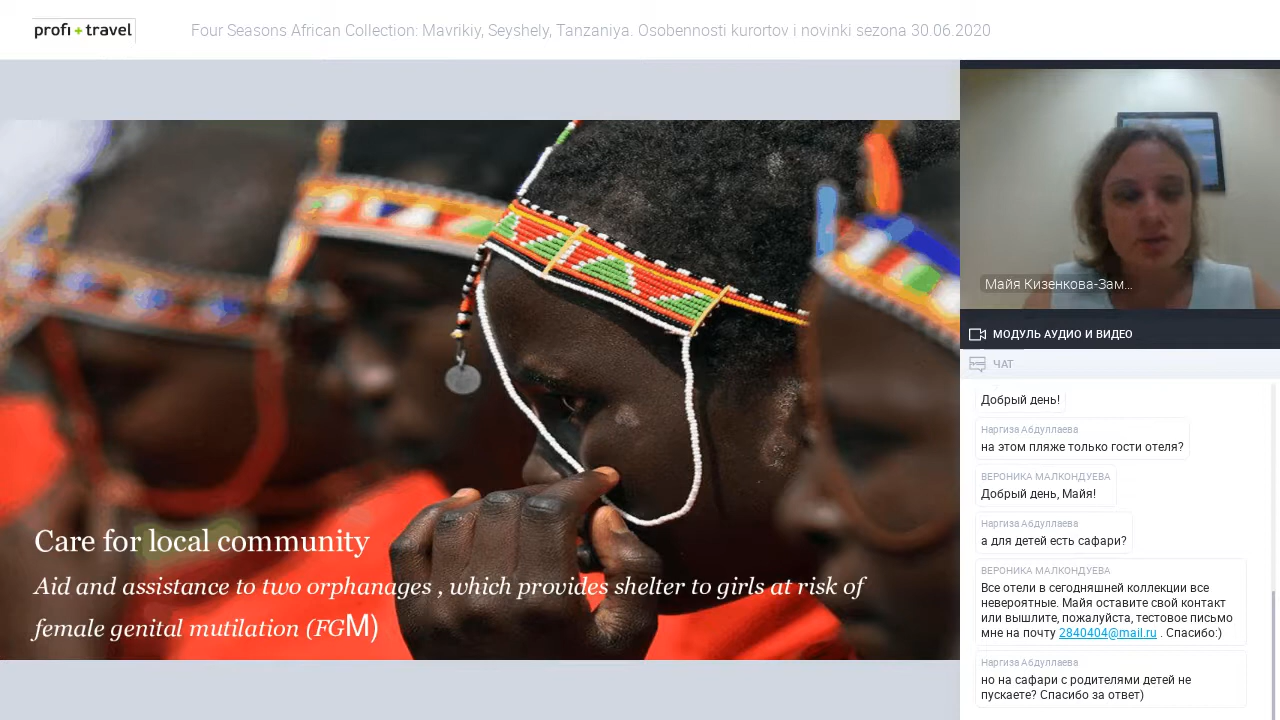 profi + travel
Four Seasons African Collection: Mavrikiy, Seyshely, Tanzaniya. Osobennosti kurortov i novinki sezona 30.06.2020
Care for local community
Aid and assistance to two orphanages , which provides shelter to girls at risk of
female genital mutilation (FGM)
Майя Кизенкова-Зам...
МОДУЛЬ АУДИО И ВИДЕО
ЧАТ
Добрый день!
Наргиза Абдуллаева
на этом пляже только гости отеля?
ВЕРОНИКА МАЛКОНДУЕВА
Добрый день, Майя!
Наргиза Абдуллаева
а для детей есть сафари?
ВЕРОНИКА МАЛКОНДУЕВА
Все отели в сегодняшней коллекции все
невероятные. Майя оставите свой контакт
или вышлите, пожалуйста, тестовое письмо
мне на почту 2840404@mail.ru . Спасибо:)
Наргиза Абдуллаева
но на сафари с родителями детей не
пускаете? Спасибо за ответ)